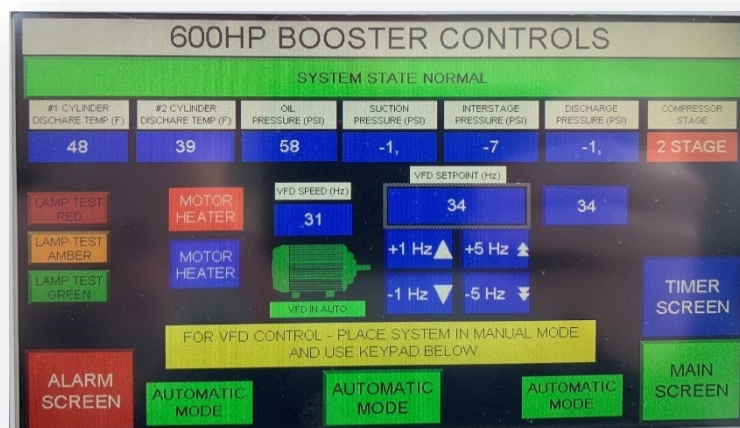 600HP BOOSTER CONTROLS
SYSTEM STATE NORMAL
#1 CYLINDER
DISCHARE TEMP (F)
#2 CYLINDER
DISCHARE TEMP (F)
OIL
PRESSURE (PSI)
SUCTION
PRESSURE (PSI)
INTERSTAGE
PRESSURE (PSI)
DISCHARGE
PRESSURE (PSI)
COMPRESSOR
STAGE
48
39
58
-1,
-7
-1,
2 STAGE
LAMP TEST
RED
LAMP TEST
AMBER
LAMP TEST
GREEN
MOTOR
HEATER
MOTOR
HEATER
VFD SPEED (Hz)
31
VFD IN AUTO
VFD SETPOINT (Hz)
34
34
+1 Hz
+5 Hz
-1 Hz
-5 Hz
TIMER
SCREEN
FOR VFD CONTROL - PLACE SYSTEM IN MANUAL MODE
AND USE KEYPAD BELOW
ALARM
SCREEN
AUTOMATIC
MODE
AUTOMATIC
MODE
AUTOMATIC
MODE
MAIN
SCREEN